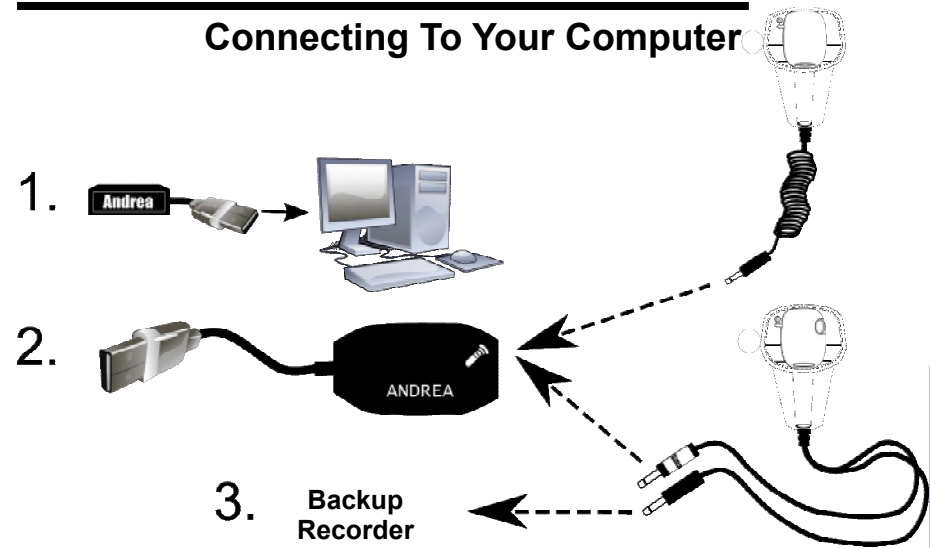 Connecting To Your Computer
1.
Andrea
2.
ANDREA
3.
Backup
Recorder